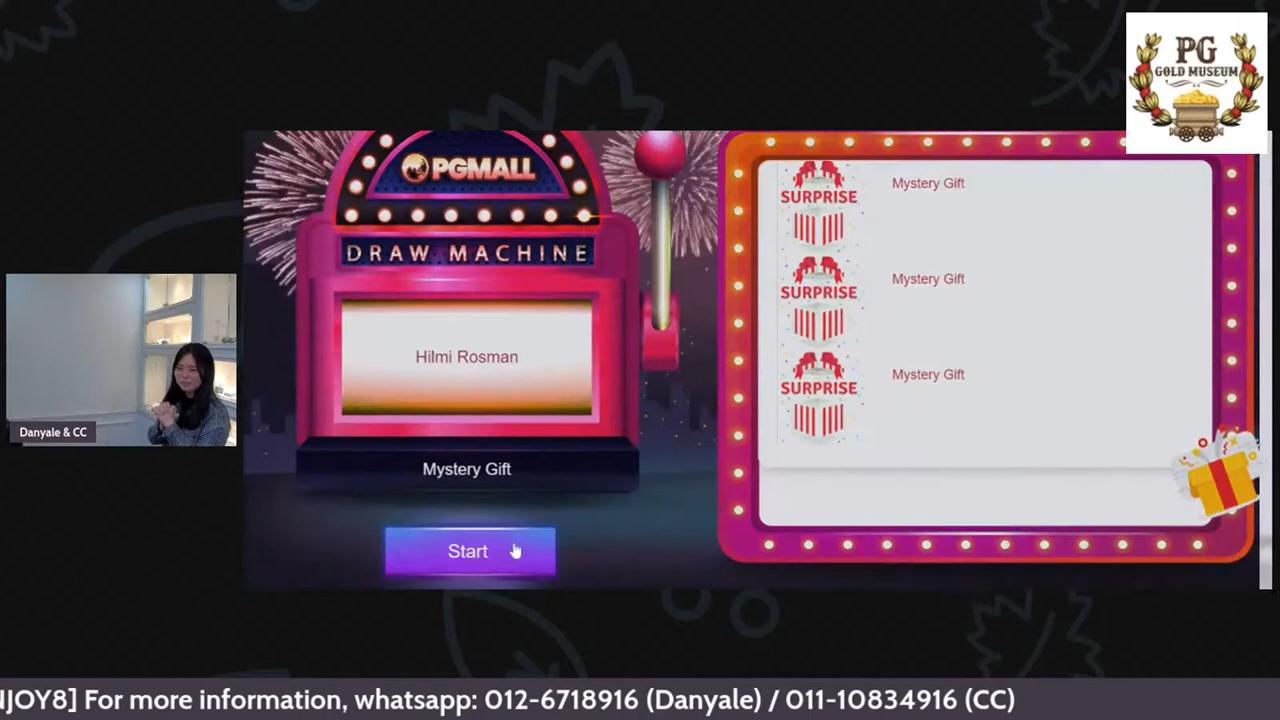 PG
GOLD MUSEUM
PGMALL
DRAW MACHINE
Hilmi Rosman
Mystery Gift
Start
SURPRISE
Mystery Gift
SURPRISE
Mystery Gift
SURPRISE
Mystery Gift
Danyale & CC
NJOY8] For more information, whatsapp: 012-6718916 (Danyale) / 011-10834916 (CC)